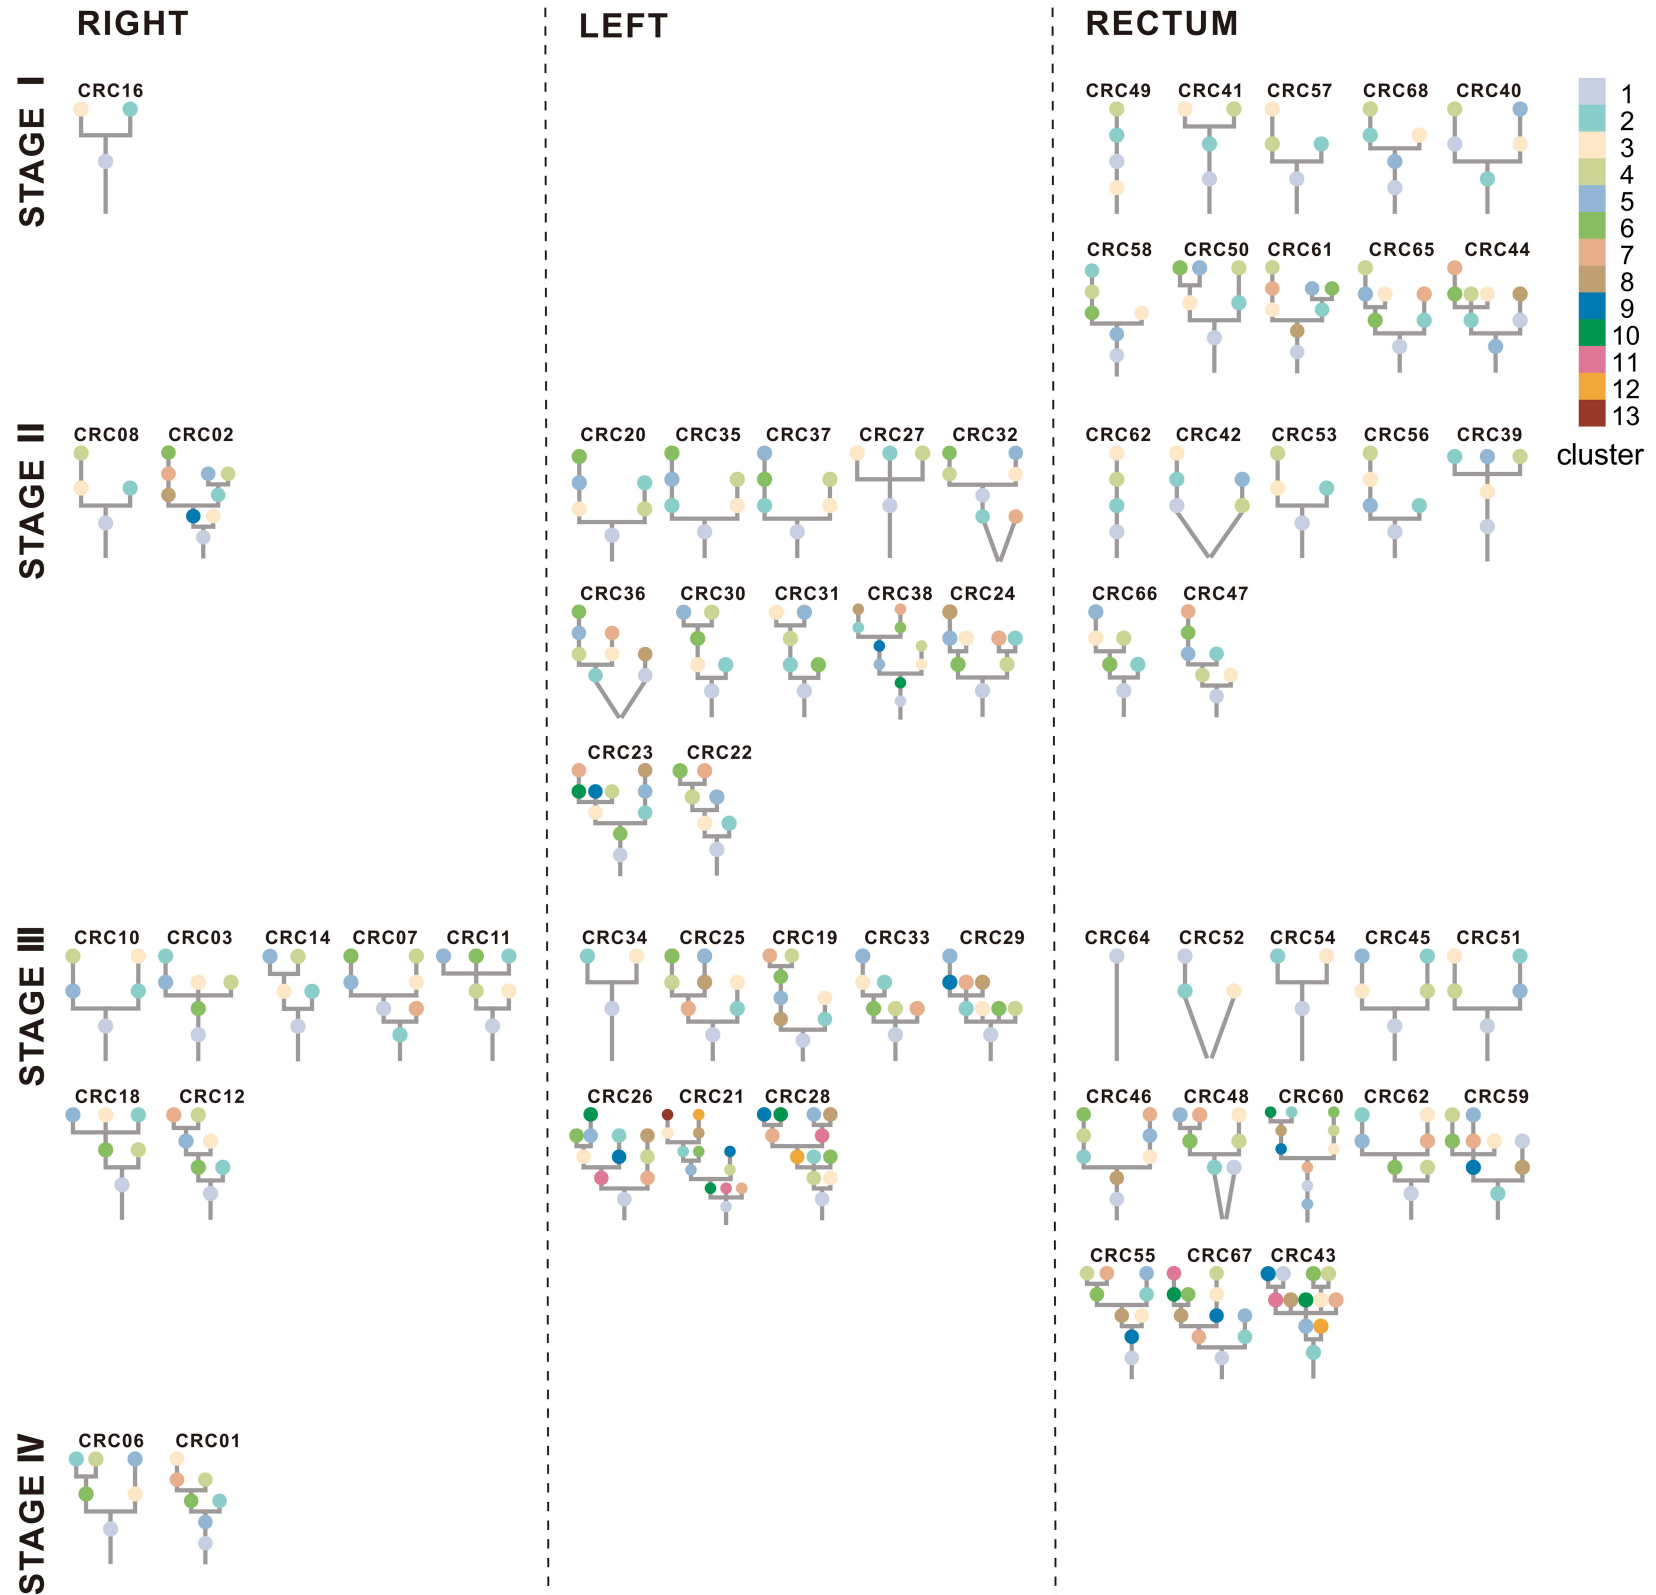 RIGHT
LEFT
RECTUM
STAGE I
CRC16
CRC49 CRC41 CRC57 CRC68 CRC40
CRC58 CRC50 CRC61 CRC65 CRC44
1
2
3
4
5
6
7
8
9
10
11
12
13
cluster
STAGE II
CRC08 CRC02
CRC20 CRC35 CRC37 CRC27 CRC32
CRC62 CRC42 CRC53 CRC56 CRC39
CRC36 CRC30 CRC31 CRC38 CRC24
CRC66 CRC47
CRC23 CRC22
STAGE III
CRC10 CRC03 CRC14 CRC07 CRC11
CRC34 CRC25 CRC19 CRC33 CRC29
CRC64 CRC52 CRC54 CRC45 CRC51
CRC18 CRC12
CRC26 CRC21 CRC28
CRC46 CRC48 CRC60 CRC62 CRC59
CRC55 CRC67 CRC43
STAGE IV
CRC06 CRC01